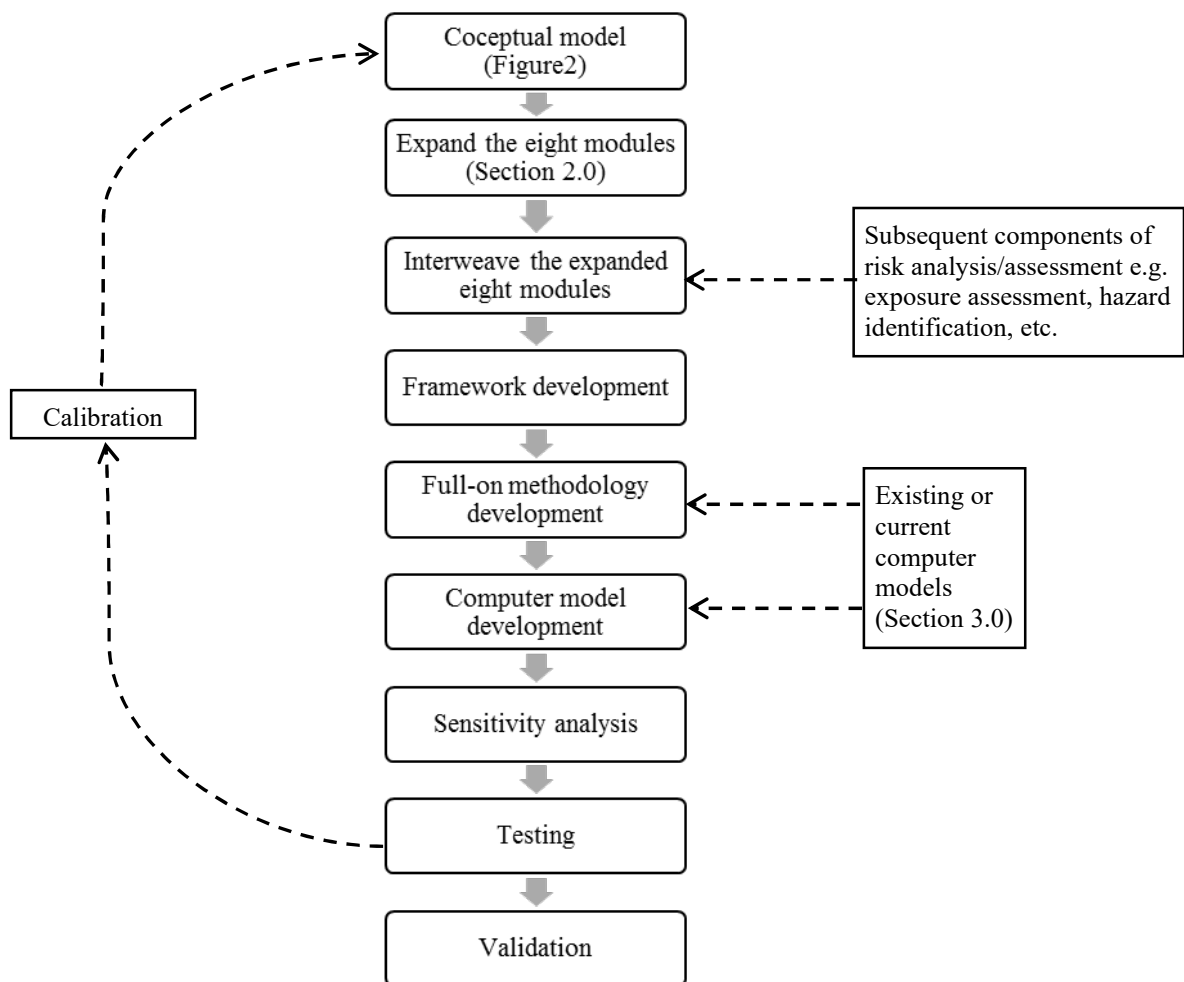 Coceptual model
(Figure2)
Expand the eight modules
(Section 2.0)
Interweave the expanded
eight modules
Subsequent components of
risk analysis/assessment e.g.
exposure assessment, hazard
identification, etc.
Framework development
Calibration
Full-on methodology
development
Existing or
current
computer
models
(Section 3.0)
Computer model
development
Sensitivity analysis
Testing
Validation